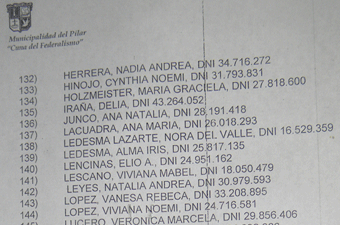 Municipalidad del Pilar
"Cuna del Federalismo"
132) HERRERA, NADIA ANDREA, DNI 34.716.272
133) HINOJO, CYNTHIA NOEMI, DNI 31.793.831
134) HOLZMEISTER, MARIA GRACIELA, DNI 27.818.600
135) IRAÑA, DELIA, DNI 43.264.052
136) JUNCO, ANA NATALIA, DNI 28.191.418
137) LACUADRA, ANA MARIA, DNI 26.018.293
138) LEDESMA LAZARTE, NORA DEL VALLE, DNI 16.529.359
139) LEDESMA, ALMA IRIS, DNI 25.817.135
140) LENCINAS, ELIO A., DNI 24.951.162
141) LESCANO, VIVIANA MABEL, DNI 18.050.479
142) LEYES, NATALIA ANDREA, DNI 30.979.593
143) LOPEZ, VANESA REBECA, DNI 33.208.895
144) LOPEZ, VIVIANA NOEMI, DNI 24.716.581
145) LUCERO, VERONICA MARCELA, DNI 29.856.406